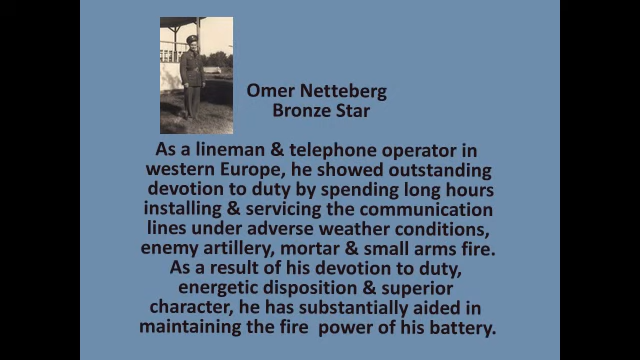 Omer Netteberg
Bronze Star
As a lineman & telephone operator in
western Europe, he showed outstanding
devotion to duty by spending long hours
installing & servicing the communication
lines under adverse weather conditions,
enemy artillery, mortar & small arms fire.
As a result of his devotion to duty,
energetic disposition & superior
character, he has substantially aided in
maintaining the fire  power of his battery.